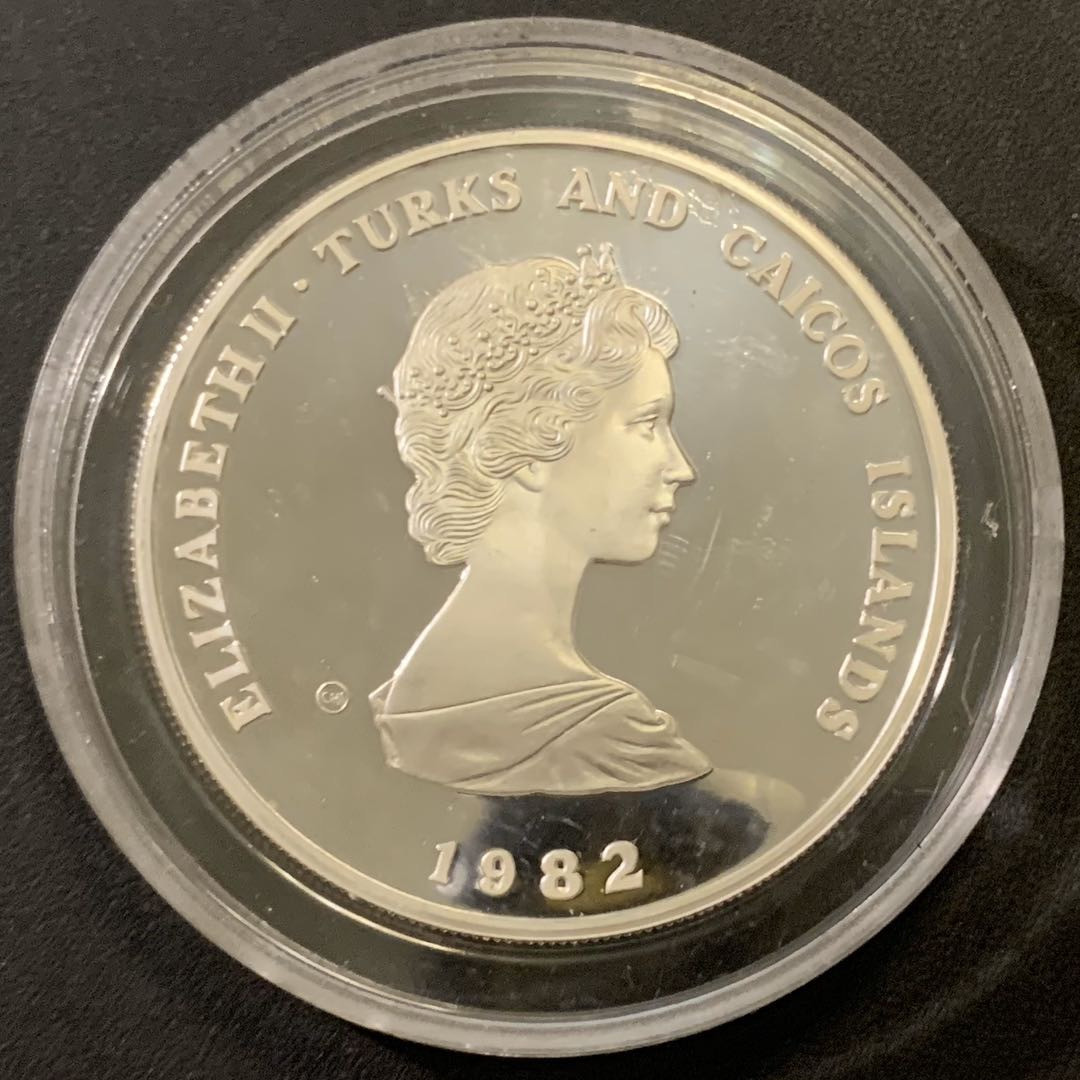 ELIZABETH II · TURKS AND CAICOS ISLANDS
1982